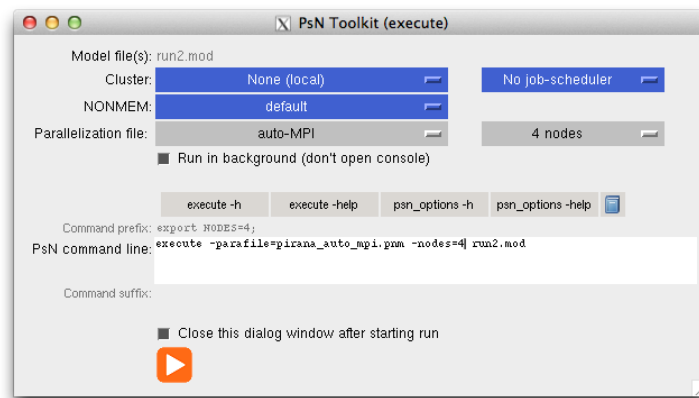 PsN Toolkit (execute)
Model file(s): run2.mod
Cluster: None (local) No job-scheduler
NONMEM: default
Parallelization file: auto-MPI 4 nodes
Run in background (don't open console)
execute -h execute -help psn_options -h psn_options -help
Command prefix: export NODES=4;
PsN command line: execute -parafile=pirana_auto_mpi.pnm -nodes=4 run2.mod
Command suffix:
Close this dialog window after starting run